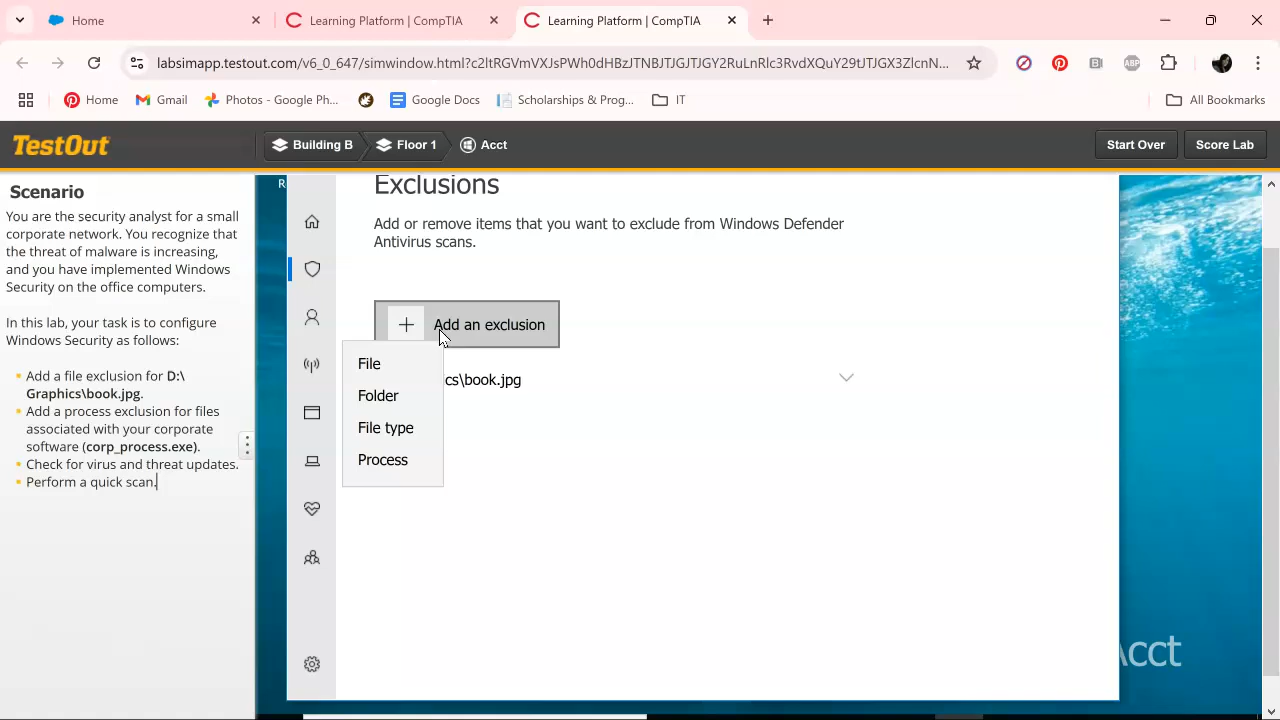 Home
Learning Platform | CompTIA
Learning Platform | CompTIA
labsimapp.testout.com/v6_0_647/simwindow.html?c2ltRGVmVXJsPWh0dHBzJTNBJTJGJTJGY2RuLnRlc3RvdXQuY29tJTJGX3ZlcnN...
ABP
Home
Gmail
Photos - Google Ph...
Google Docs
Scholarships & Prog...
IT
All Bookmarks
TestOut
Building B
Floor 1
Acct
Start Over
Score Lab
Scenario
You are the security analyst for a small
corporate network. You recognize that
the threat of malware is increasing,
and you have implemented Windows
Security on the office computers.
In this lab, your task is to configure
Windows Security as follows:
Add a file exclusion for D:\
Graphics\book.jpg.
Add a process exclusion for files
associated with your corporate
software (corp_process.exe).
Check for virus and threat updates.
Perform a quick scan.
R
Exclusions
Add or remove items that you want to exclude from Windows Defender
Antivirus scans.
Add an exclusion
cs\book.jpg
File
Folder
File type
Process
Acct